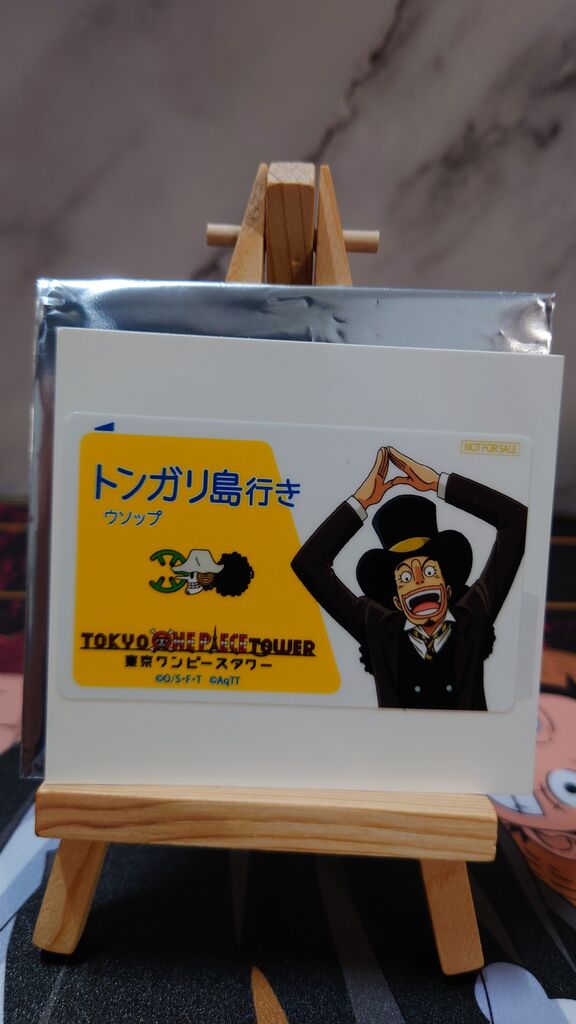 NOT FOR SALE
トンガリ島行き
ウソップ
TOKYO ONE PIECE TOWER
東京ワンピースタワー
©O/S・F・T ©AqTT